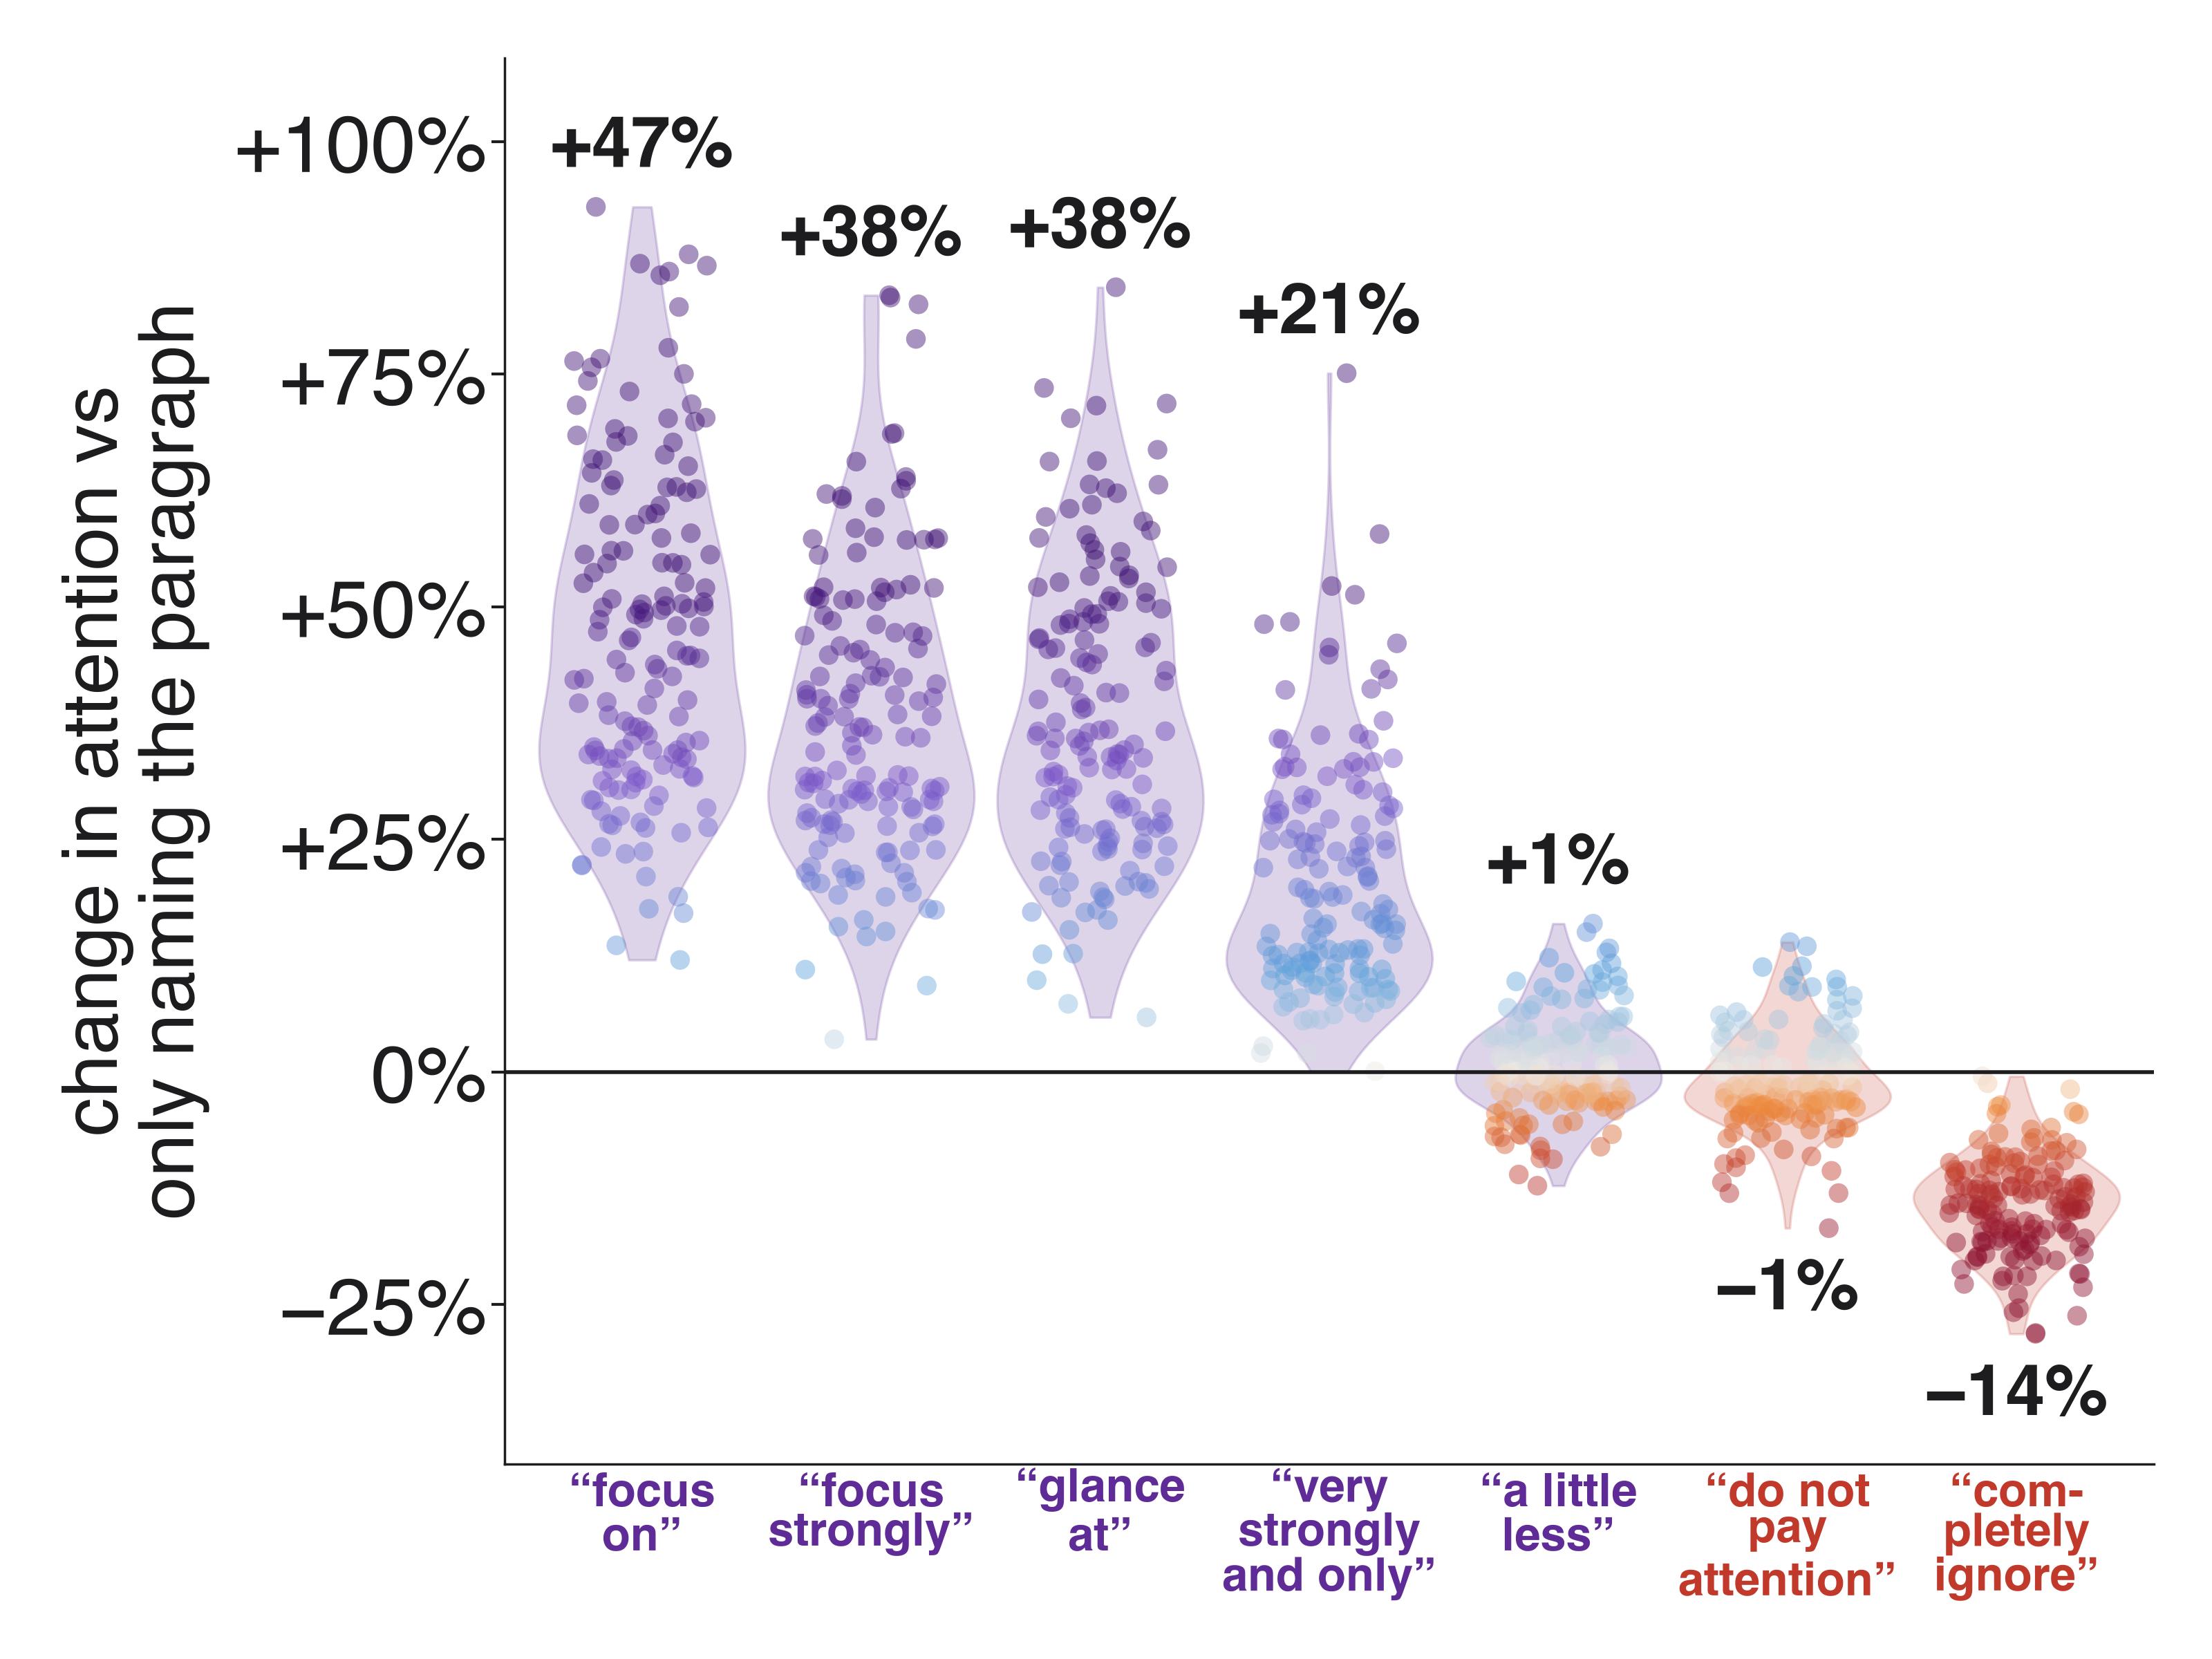 change in attention vs
only naming the paragraph
+100%
+75%
+50%
+25%
0%
−25%
+47%
+38%
+38%
+21%
+1%
−1%
−14%
“focus
on”
“focus
strongly”
“glance
at”
“very
strongly
and only”
“a little
less”
“do not
pay
attention”
“com-
pletely
ignore”